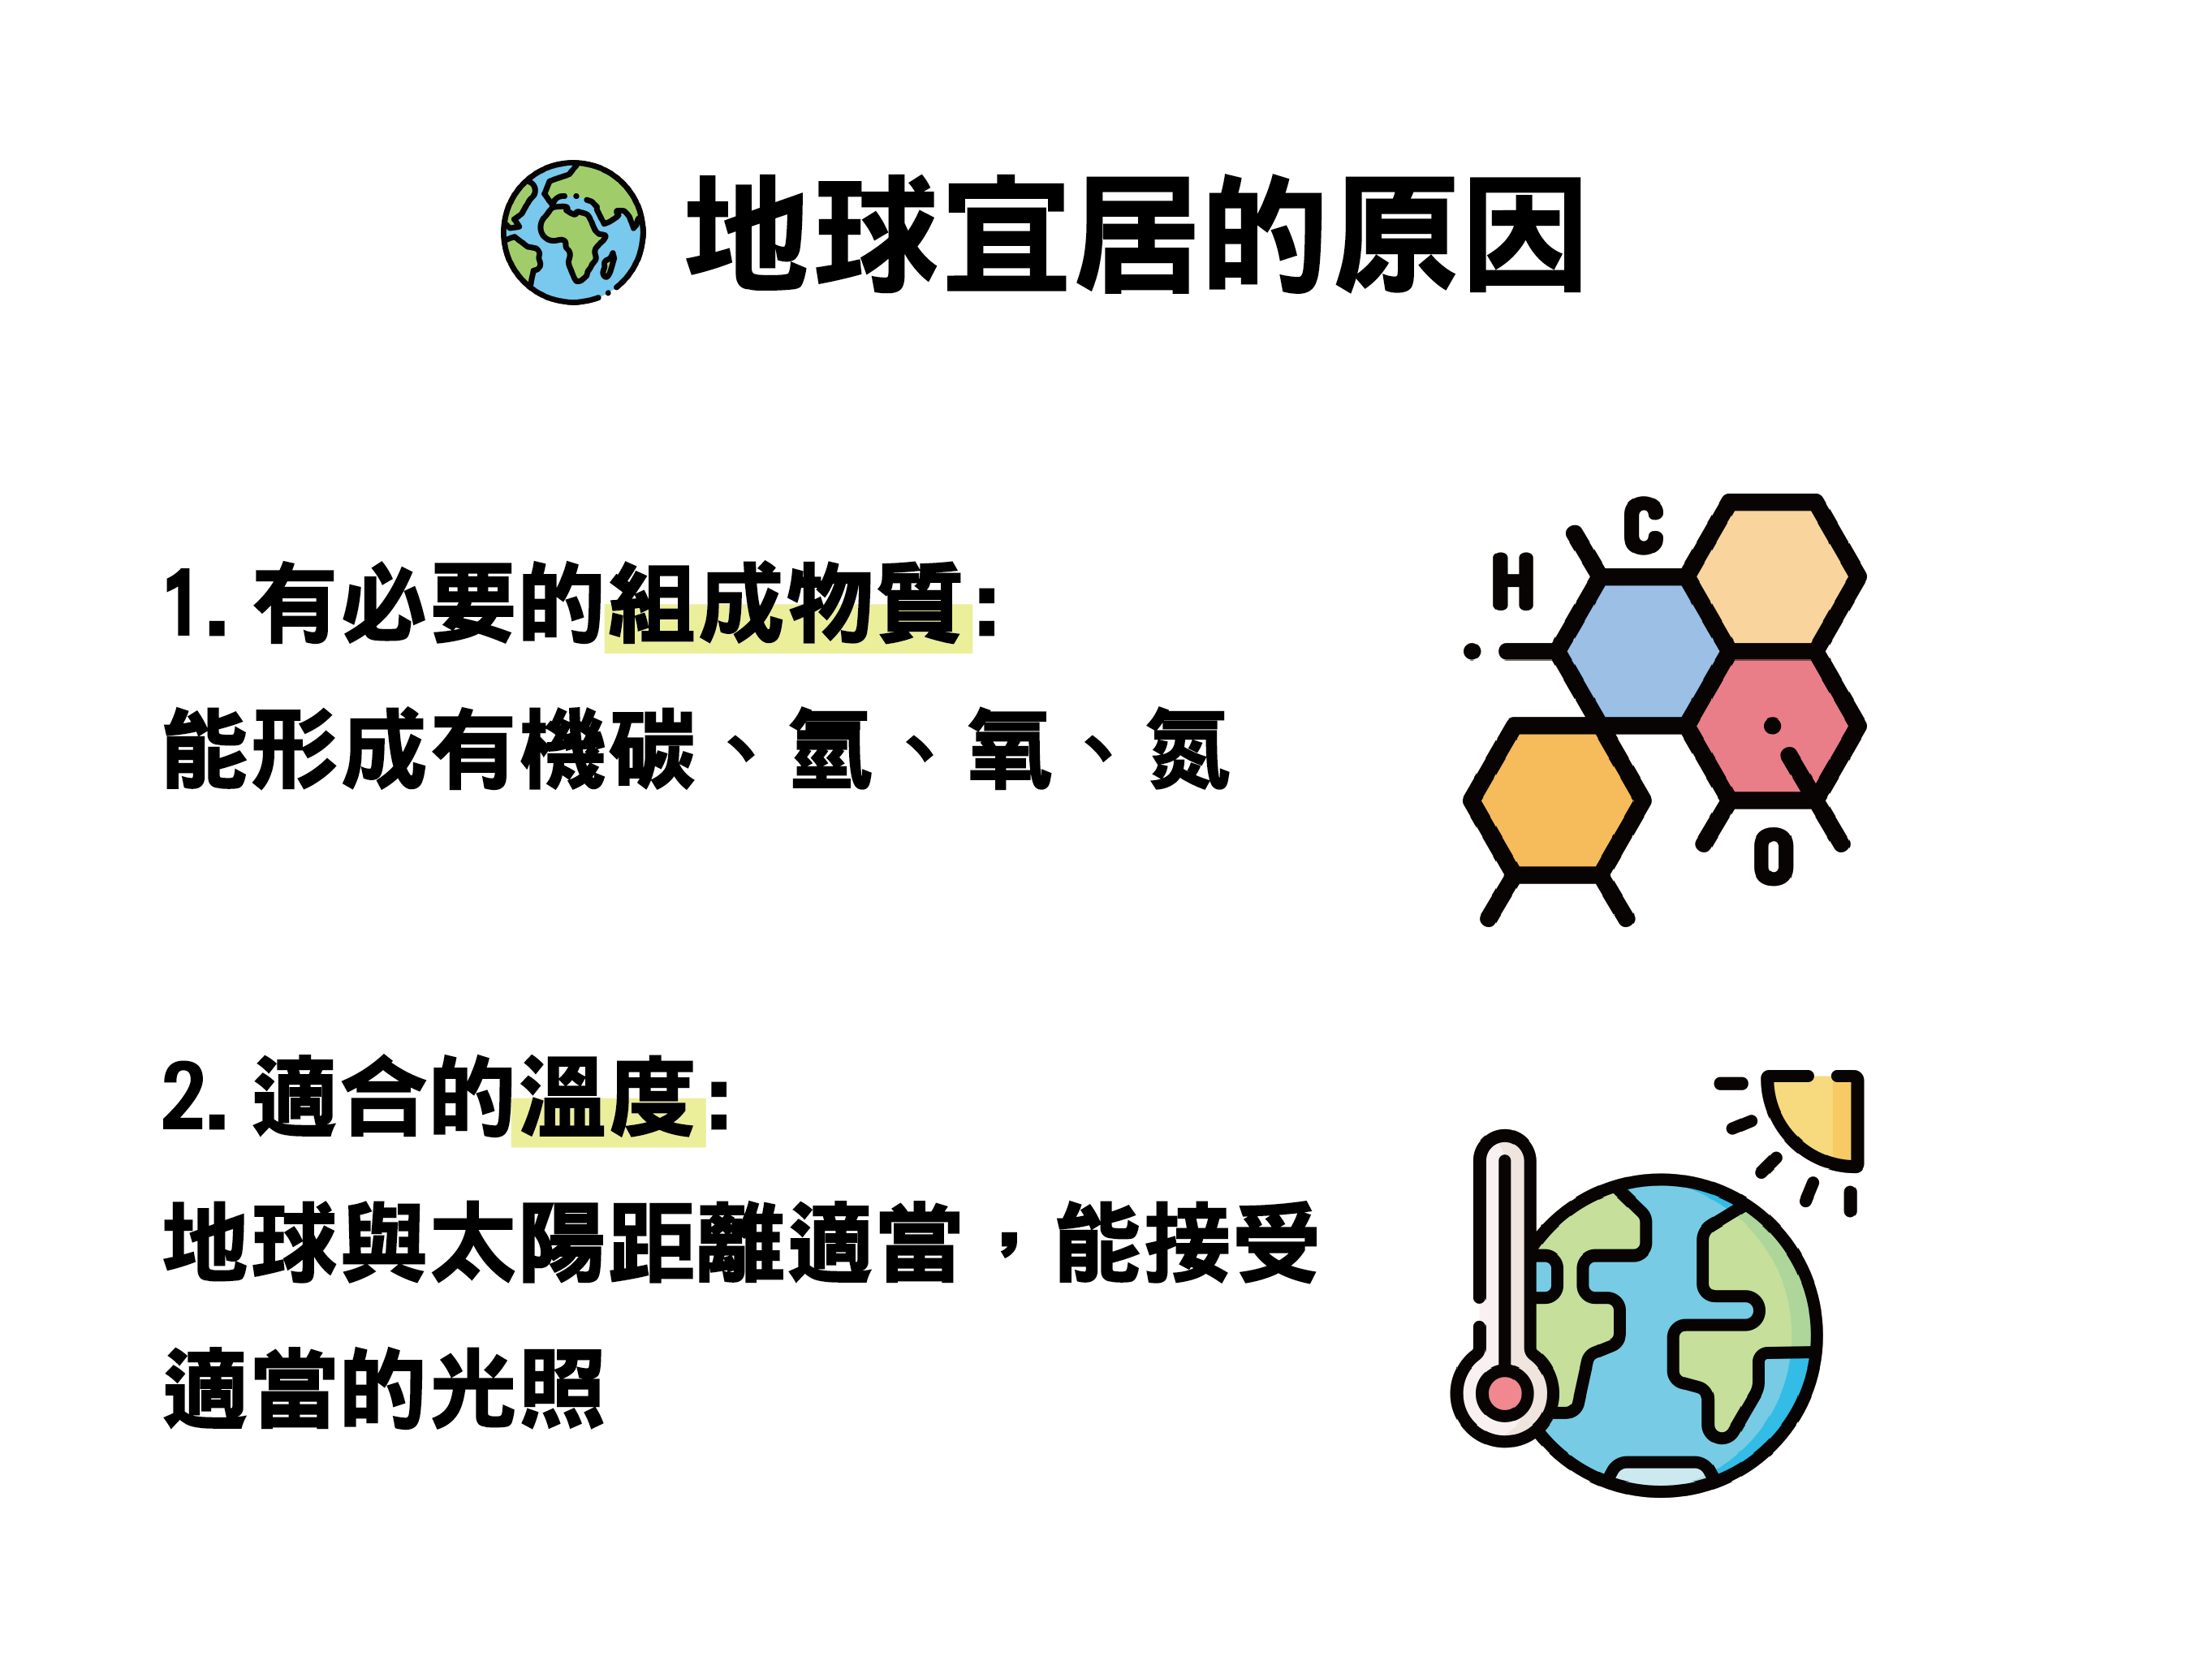 地球宜居的原因
1. 有必要的組成物質:
能形成有機碳、氫、氧、氮
H
C
O
2. 適合的溫度:
地球與太陽距離適當，能接受
適當的光照